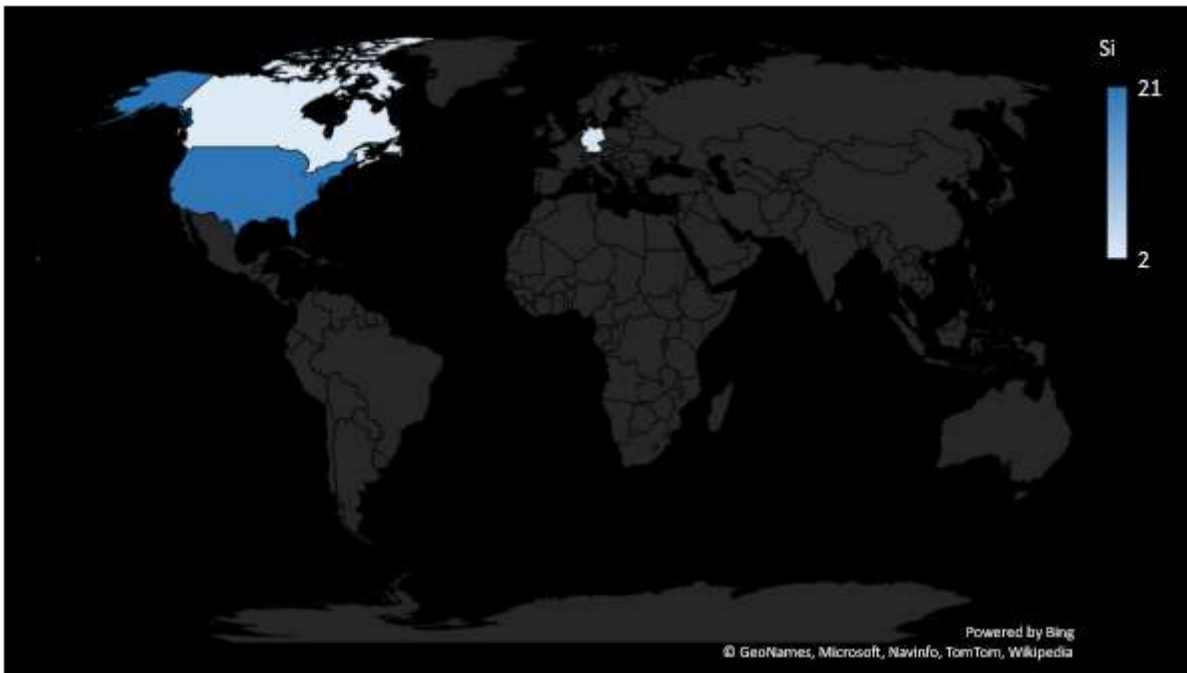 Si
21
2
Powered by Bing
© GeoNames, Microsoft, Navinfo, TomTom, Wikipedia